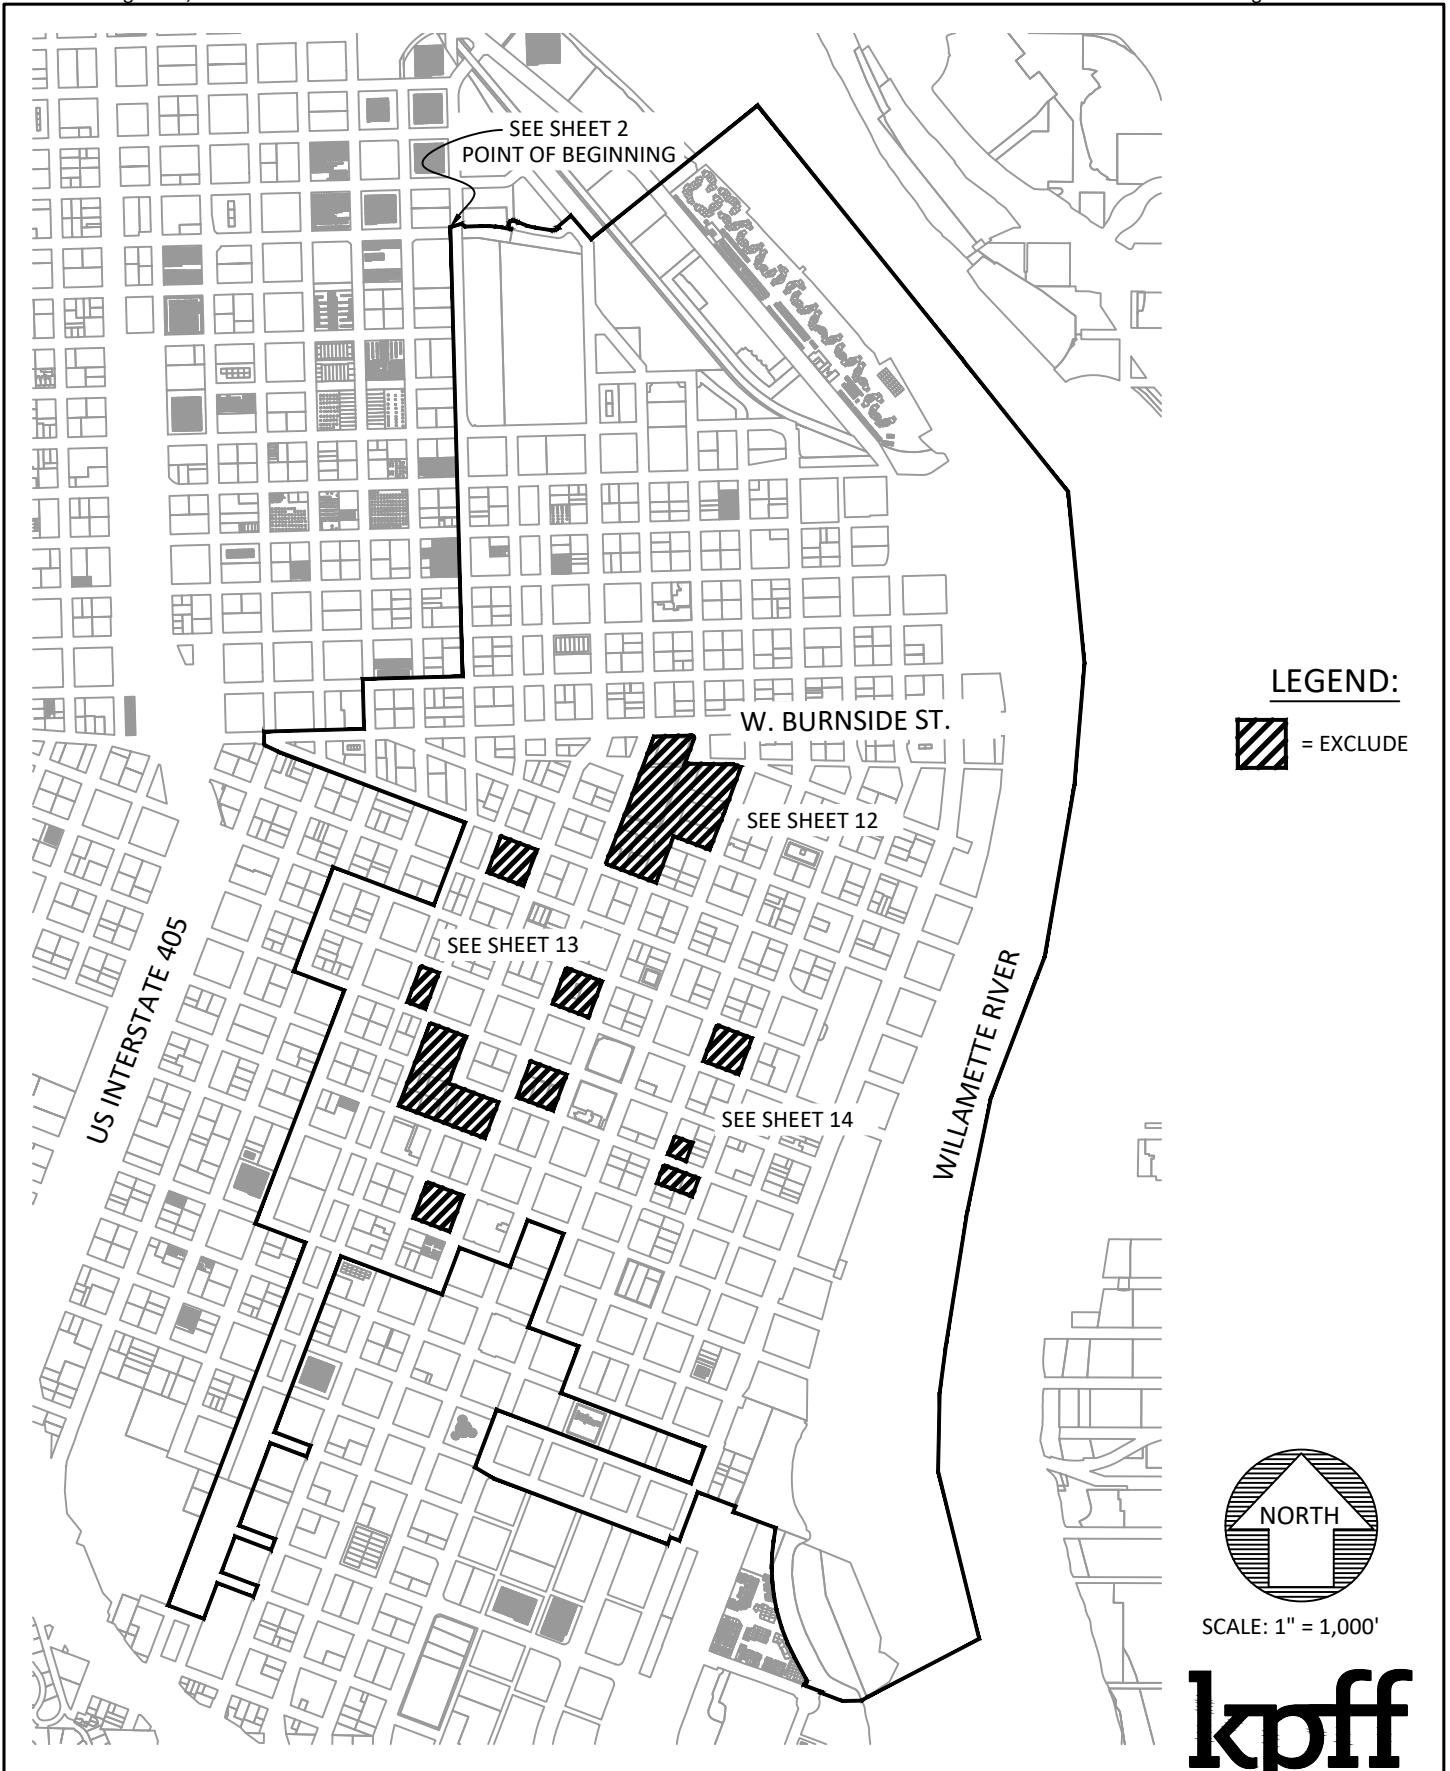 SEE SHEET 2
POINT OF BEGINNING
LEGEND:
W. BURNSIDE ST.
= EXCLUDE
SEE SHEET 12
SEE SHEET 13
US INTERSTATE 405
WILLAMETTE RIVER
SEE SHEET 14
NORTH
SCALE: 1" = 1,000'
kpff